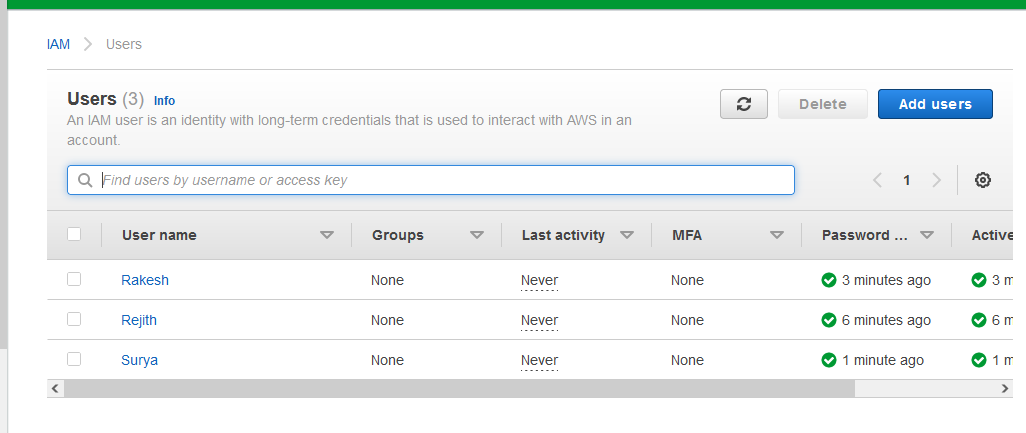 IAM > Users
Users (3) Info
Delete
Add users
An IAM user is an identity with long-term credentials that is used to interact with AWS in an
account.
Find users by username or access key
1
User name Groups Last activity MFA Password ... Active
Rakesh None Never None 3 minutes ago 3 m
Rejith None Never None 6 minutes ago 6 m
Surya None Never None 1 minute ago 1 m